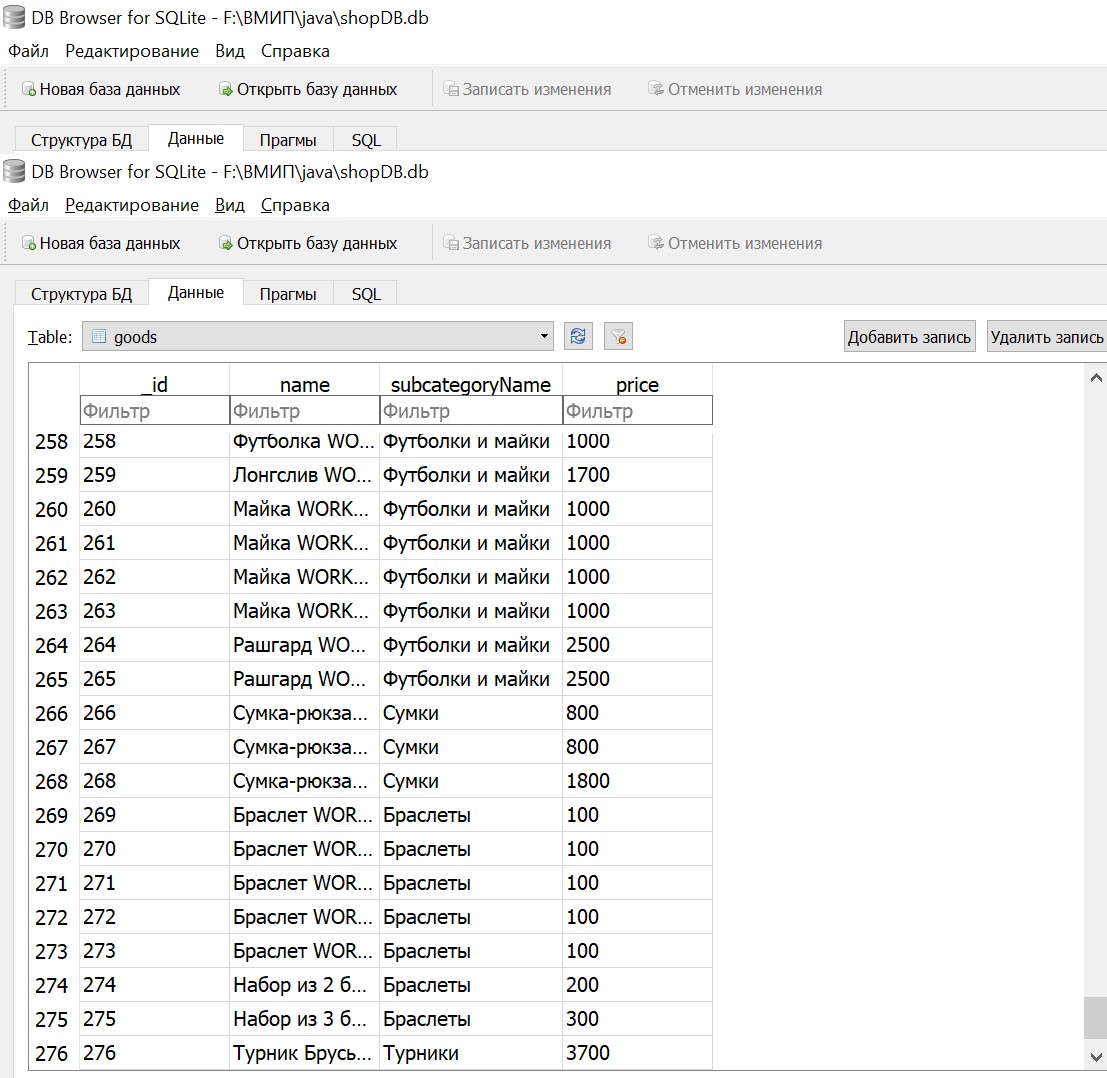 DB Browser for SQLite - F:\ВМИП\java\shopDB.db
Файл Редактирование Вид Справка
Новая база данных Открыть базу данных Записать изменения Отменить изменения
Структура БД Данные Прагмы SQL
DB Browser for SQLite - F:\ВМИП\java\shopDB.db
Файл Редактирование Вид Справка
Новая база данных Открыть базу данных Записать изменения Отменить изменения
Структура БД Данные Прагмы SQL
Table: goods Добавить запись Удалить запись
_id name subcategoryName price
Фильтр Фильтр Фильтр Фильтр
258 258 Футболка WO... Футболки и майки 1000
259 259 Лонгслив WO... Футболки и майки 1700
260 260 Майка WORK... Футболки и майки 1000
261 261 Майка WORK... Футболки и майки 1000
262 262 Майка WORK... Футболки и майки 1000
263 263 Майка WORK... Футболки и майки 1000
264 264 Рашгард WO... Футболки и майки 2500
265 265 Рашгард WO... Футболки и майки 2500
266 266 Сумка-рюкза... Сумки 800
267 267 Сумка-рюкза... Сумки 800
268 268 Сумка-рюкза... Сумки 1800
269 269 Браслет WOR... Браслеты 100
270 270 Браслет WOR... Браслеты 100
271 271 Браслет WOR... Браслеты 100
272 272 Браслет WOR... Браслеты 100
273 273 Браслет WOR... Браслеты 100
274 274 Набор из 2 б... Браслеты 200
275 275 Набор из 3 б... Браслеты 300
276 276 Турник Брусь... Турники 3700